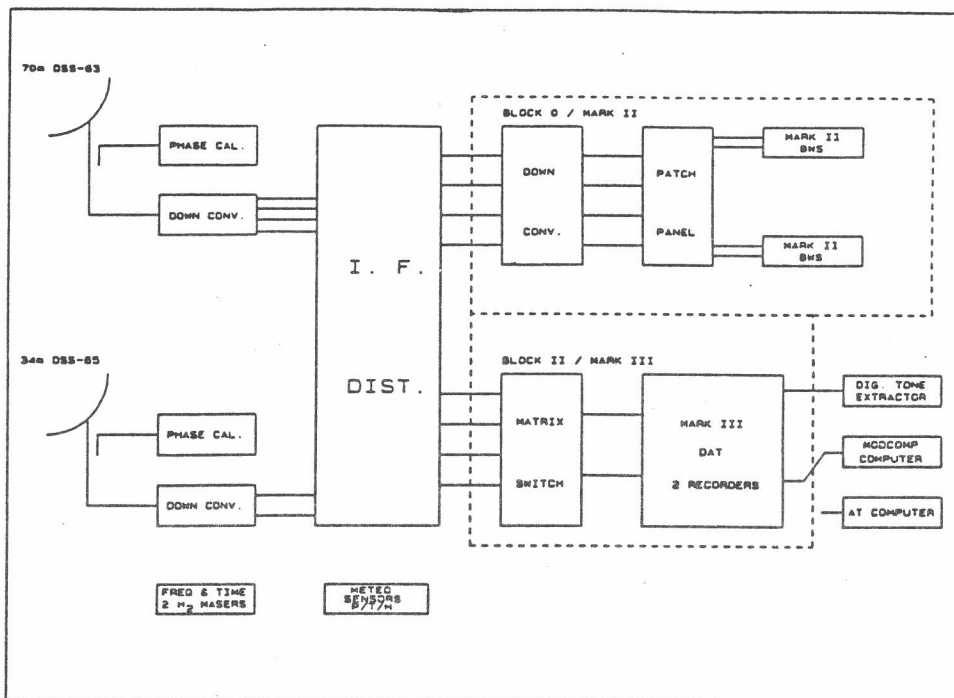 70m DSS-63
PHASE CAL.
DOWN CONV.
I. F.
DIST.
BLOCK 0 / MARK II
DOWN
CONV.
PATCH
PANEL
MARK II
BWS
MARK II
BWS
34m DSS-65
PHASE CAL.
DOWN CONV.
BLOCK II / MARK III
MATRIX
SWITCH
MARK III
DAT
2 RECORDERS
DIG. TONE
EXTRACTOR
MODCOMP
COMPUTER
AT COMPUTER
FREQ & TIME
2 H2 MASERS
METEO
SENSORS
P/T/H